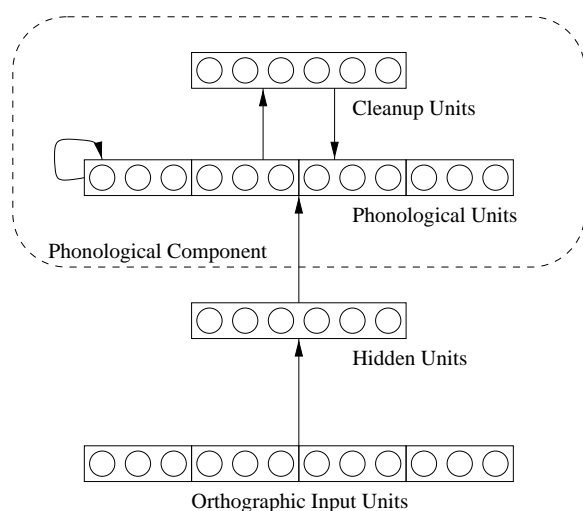 Cleanup Units
Phonological Units
Phonological Component
Hidden Units
Orthographic Input Units